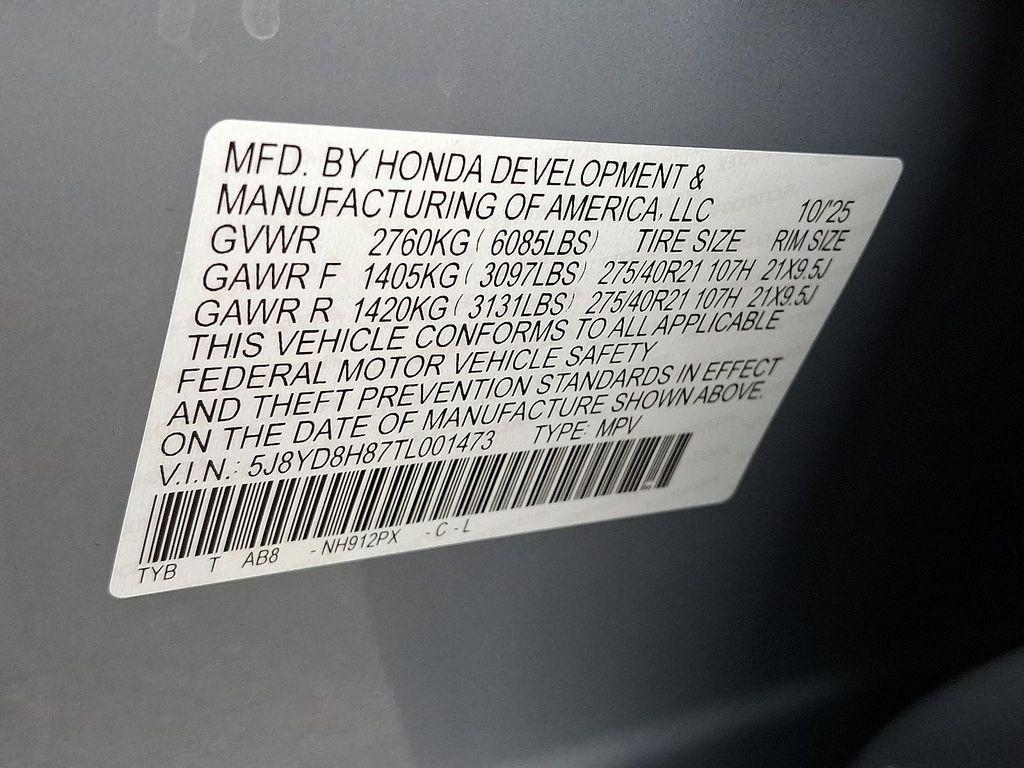 MFD. BY HONDA DEVELOPMENT &
MANUFACTURING OF AMERICA, LLC 10/'25
GVWR 2760KG ( 6085LBS) TIRE SIZE RIM SIZE
GAWR F 1405KG ( 3097LBS) 275/40R21 107H 21X9.5J
GAWR R 1420KG ( 3131LBS) 275/40R21 107H 21X9.5J
THIS VEHICLE CONFORMS TO ALL APPLICABLE
FEDERAL MOTOR VEHICLE SAFETY
AND THEFT PREVENTION STANDARDS IN EFFECT
ON THE DATE OF MANUFACTURE SHOWN ABOVE.
V.I.N.: 5J8YD8H87TL001473 TYPE: MPV
TYB T AB8 - NH912PX - C - L